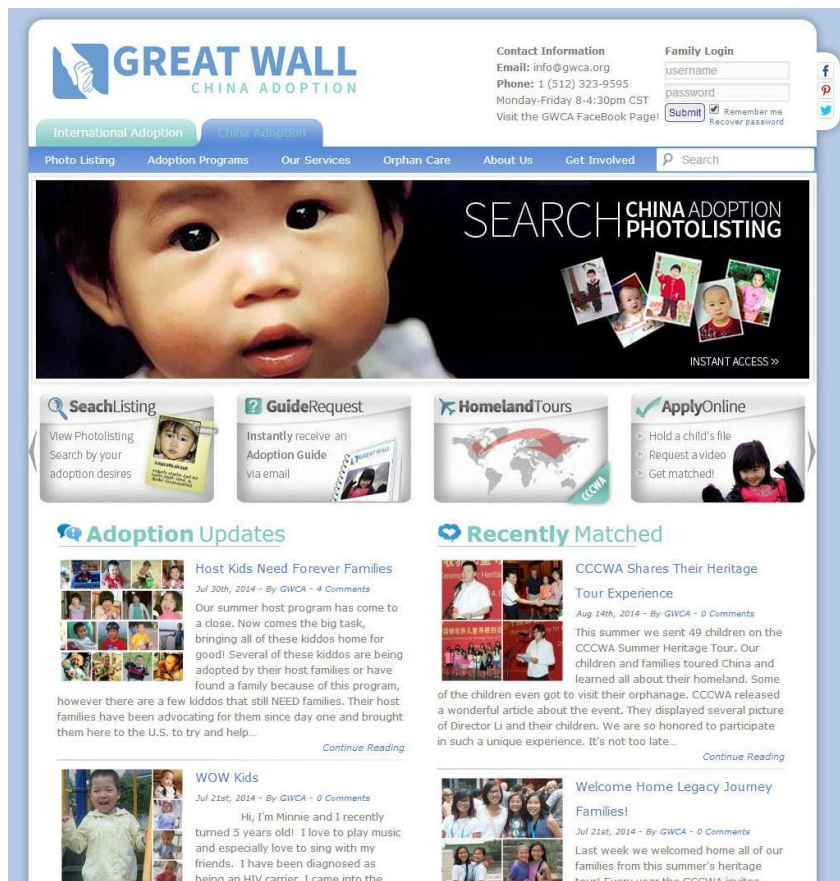 GREAT WALL
CHINA ADOPTION
Contact Information
Email: info@gwca.org
Phone: 1 (512) 323-9595
Monday-Friday 8-4:30pm CST
Visit the GWCA FaceBook Page!
Family Login
username
password
Submit
Remember me
Recover password
International Adoption
China Adoption
Photo Listing
Adoption Programs
Our Services
Orphan Care
About Us
Get Involved
Search
SEARCH CHINA ADOPTION
PHOTOLISTING
INSTANT ACCESS >>
SeachListing
View Photolisting
Search by your
adoption desires
GuideRequest
Instantly receive an
Adoption Guide
via email
GREAT WALL
HomelandTours
CCCWA
ApplyOnline
Hold a child's file
Request a video
Get matched!
Adoption Updates
Host Kids Need Forever Families
Jul 30th, 2014 - By GWCA - 4 Comments
Our summer host program has come to
a close. Now comes the big task,
bringing all of these kiddos home for
good! Several of these kiddos are being
adopted by their host families or have
found a family because of this program,
however there are a few kiddos that still NEED families. Their host
families have been advocating for them since day one and brought
them here to the U.S. to try and help...
Continue Reading
WOW Kids
Jul 21st, 2014 - By GWCA - 0 Comments
Hi, I'm Minnie and I recently
turned 5 years old! I love to play music
and especially love to sing with my
friends. I have been diagnosed as
being an HIV carrier. I came into the
Recently Matched
CCCWA Shares Their Heritage
Tour Experience
Aug 14th, 2014 - By GWCA - 0 Comments
This summer we sent 49 children on the
CCCWA Summer Heritage Tour. Our
children and families toured China and
learned all about their homeland. Some
of the children even got to visit their orphanage. CCCWA released
a wonderful article about the event. They displayed several picture
of Director Li and their children. We are so honored to participate
in such a unique experience. It's not too late...
Continue Reading
Welcome Home Legacy Journey
Families!
Jul 21st, 2014 - By GWCA - 0 Comments
Last week we welcomed home all of our
families from this summer's heritage
tour! Every year the CCCWA invites